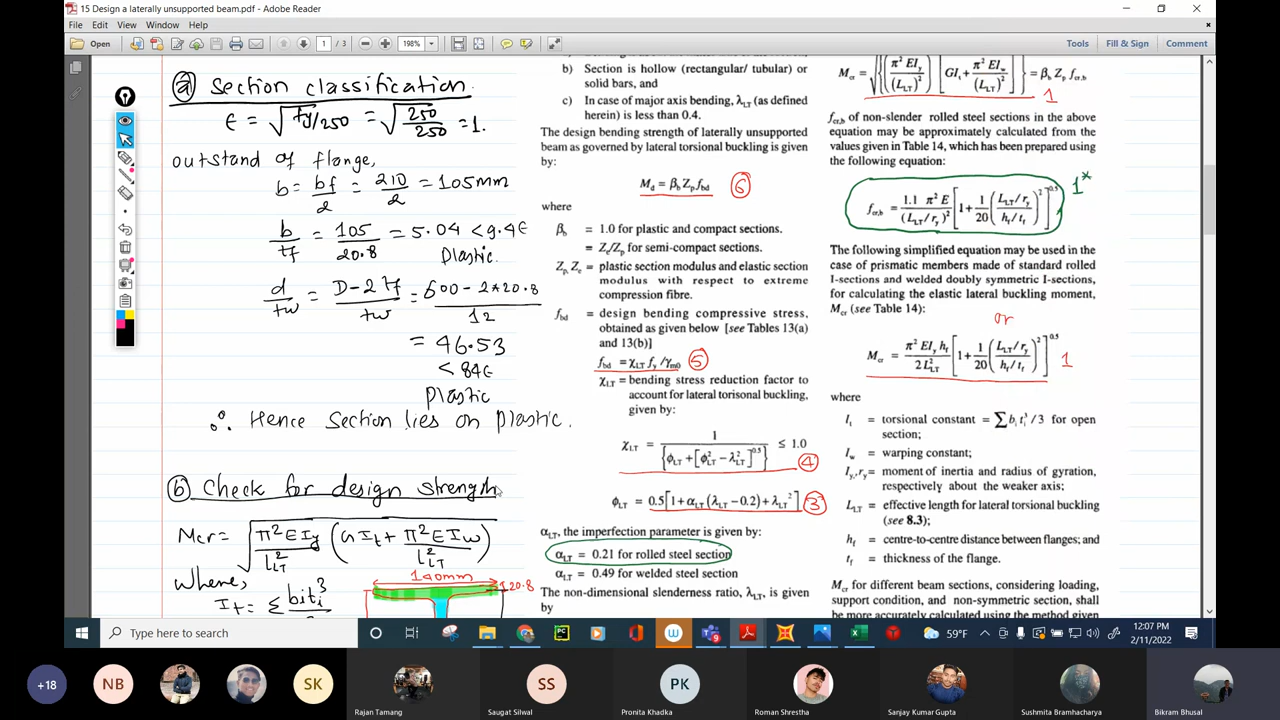 15 Design a laterally unsupported beam.pdf - Adobe Reader
File Edit View Window Help
Open
1 / 3
198%
Tools
Fill & Sign
Comment
ⓐ Section classification
ϵ = √fy/250 = √250/250 = 1.
outstand of flange,
b = bf/2 = 210/2 = 105mm
b/tf = 105/20.8 = 5.04 < 9.4ϵ
Plastic.
d/tw = D-2tf/tw = 600-2*20.8/12
= 46.53
< 84ϵ
Plastic
∴ Hence Section lies on plastic.
ⓑ Check for design strength
Mcr = √π²EIy/L²LT (GIt + π²EIw/L²LT)
Where,
It = Σ biti³
140mm
20.8
b) Section is hollow (rectangular/ tubular) or
solid bars, and
c) In case of major axis bending, λLT (as defined
herein) is less than 0.4.
The design bending strength of laterally unsupported
beam as governed by lateral torsional buckling is given
by:
Md = βb Zp fbd ⑥
where
βb = 1.0 for plastic and compact sections.
= Ze/Zp for semi-compact sections.
Zp, Ze = plastic section modulus and elastic section
modulus with respect to extreme
compression fibre.
fbd = design bending compressive stress,
obtained as given below [see Tables 13(a)
and 13(b)]
fbd = χLT fy /γm0 ⑤
χLT = bending stress reduction factor to
account for lateral torisonal buckling,
given by:
χLT = 1/{ϕLT + [ϕ²LT − λ²LT]^0.5} ≤ 1.0 ④
ϕLT = 0.5[1 + αLT (λLT − 0.2) + λLT²] ③
αLT, the imperfection parameter is given by:
αLT = 0.21 for rolled steel section
αLT = 0.49 for welded steel section
The non-dimensional slenderness ratio, λLT, is given
by
Mcr = √{(π² EIy/(LLT)²)[GIt + π² EIw/(LLT)²]} = βb Zp fcr,b
1
fcr,b of non-slender rolled steel sections in the above
equation may be approximately calculated from the
values given in Table 14, which has been prepared using
the following equation:
fcr,b = 1.1 π² E/(LLT/ry)² [1 + 1/20 (LLT/ry / hf/tf)²]^0.5
1*
The following simplified equation may be used in the
case of prismatic members made of standard rolled
I-sections and welded doubly symmetric I-sections,
for calculating the elastic lateral buckling moment,
Mcr (see Table 14):
or
Mcr = π² EIy hf/2 L²LT [1 + 1/20 (LLT/ry / hf/tf)²]^0.5 1
where
It = torsional constant = Σ bi ti³/3 for open
section;
Iw = warping constant;
Iy, ry = moment of inertia and radius of gyration,
respectively about the weaker axis;
LLT = effective length for lateral torsional buckling
(see 8.3);
hf = centre-to-centre distance between flanges; and
tf = thickness of the flange.
Mcr for different beam sections, considering loading,
support condition, and non-symmetric section, shall
be more accurately calculated using the method given
Type here to search
59°F
12:07 PM
2/11/2022
+18
NB
SK
Rajan Tamang
SS
Saugat Silwal
PK
Pronita Khadka
Roman Shrestha
Sanjay Kumar Gupta
Sushmita Bramhacharya
Bikram Bhusal